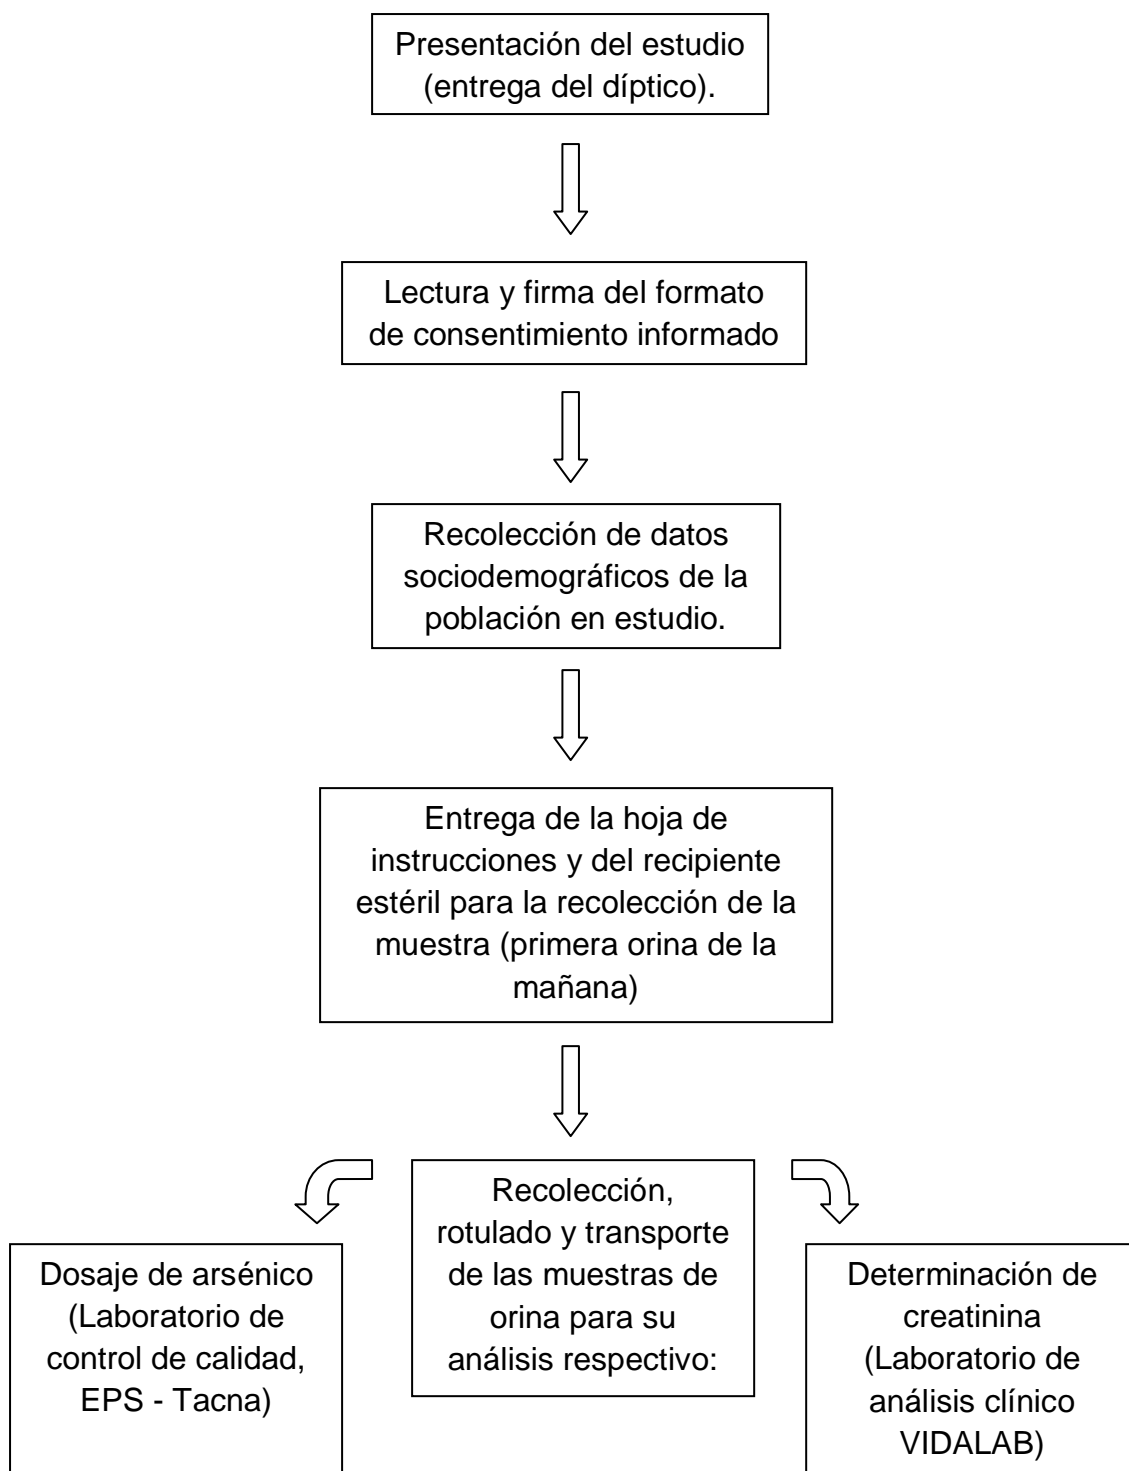 Presentación del estudio
(entrega del díptico).
Lectura y firma del formato
de consentimiento informado
Recolección de datos
sociodemográficos de la
población en estudio.
Entrega de la hoja de
instrucciones y del recipiente
estéril para la recolección de la
muestra (primera orina de la
mañana)
Recolección,
rotulado y transporte
de las muestras de
orina para su
análisis respectivo:
Dosaje de arsénico
(Laboratorio de
control de calidad,
EPS - Tacna)
Determinación de
creatinina
(Laboratorio de
análisis clínico
VIDALAB)